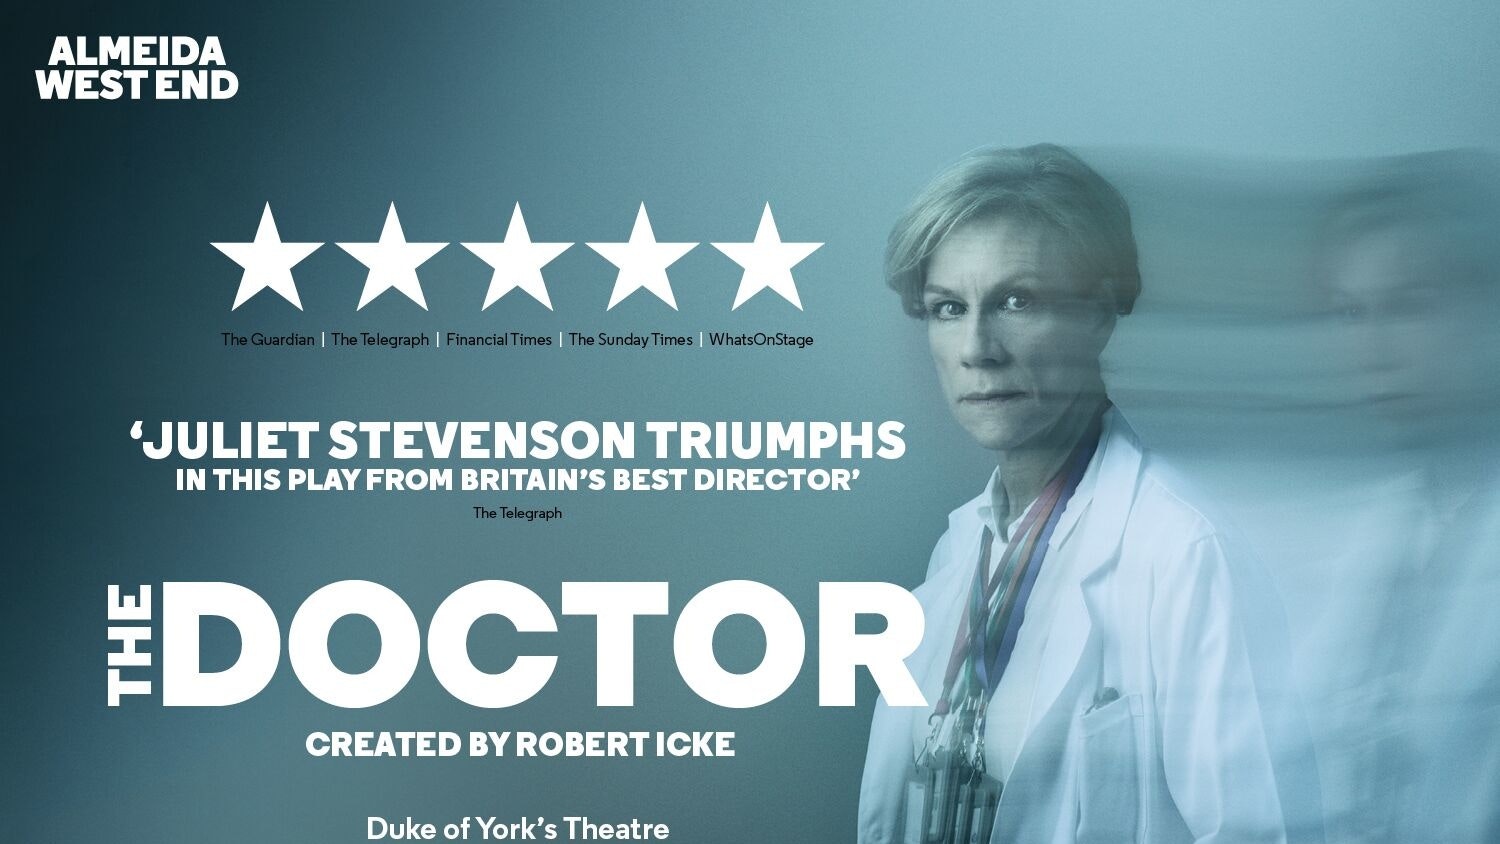 ALMEIDA
WEST END
The Guardian | The Telegraph | Financial Times | The Sunday Times | WhatsOnStage
‘JULIET STEVENSON TRIUMPHS
IN THIS PLAY FROM BRITAIN’S BEST DIRECTOR’
The Telegraph
THE DOCTOR
CREATED BY ROBERT ICKE
Duke of York’s Theatre